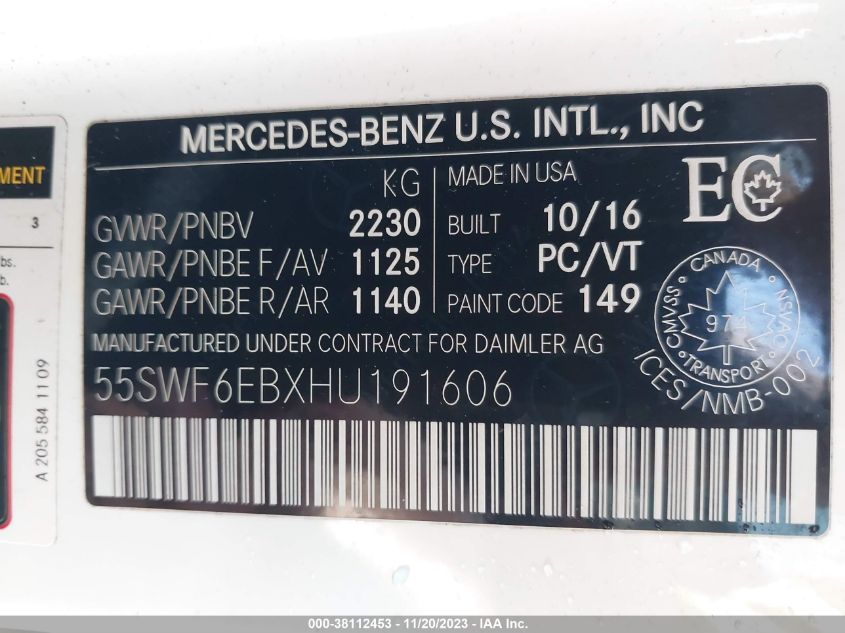 MERCEDES-BENZ U.S. INTL., INC
KG
GVWR/PNBV 2230
GAWR/PNBE F/AV 1125
GAWR/PNBE R/AR 1140
MADE IN USA
BUILT 10/16
TYPE PC/VT
PAINT CODE 149
EC
CANADA
CMVSS NSVAC
974
TRANSPORT
ICES/NMB-002
MANUFACTURED UNDER CONTRACT FOR DAIMLER AG
55SWF6EBXHU191606
MENT
3
bs.
b.
A 205 584 11 09
000-38112453 - 11/20/2023 - IAA Inc.